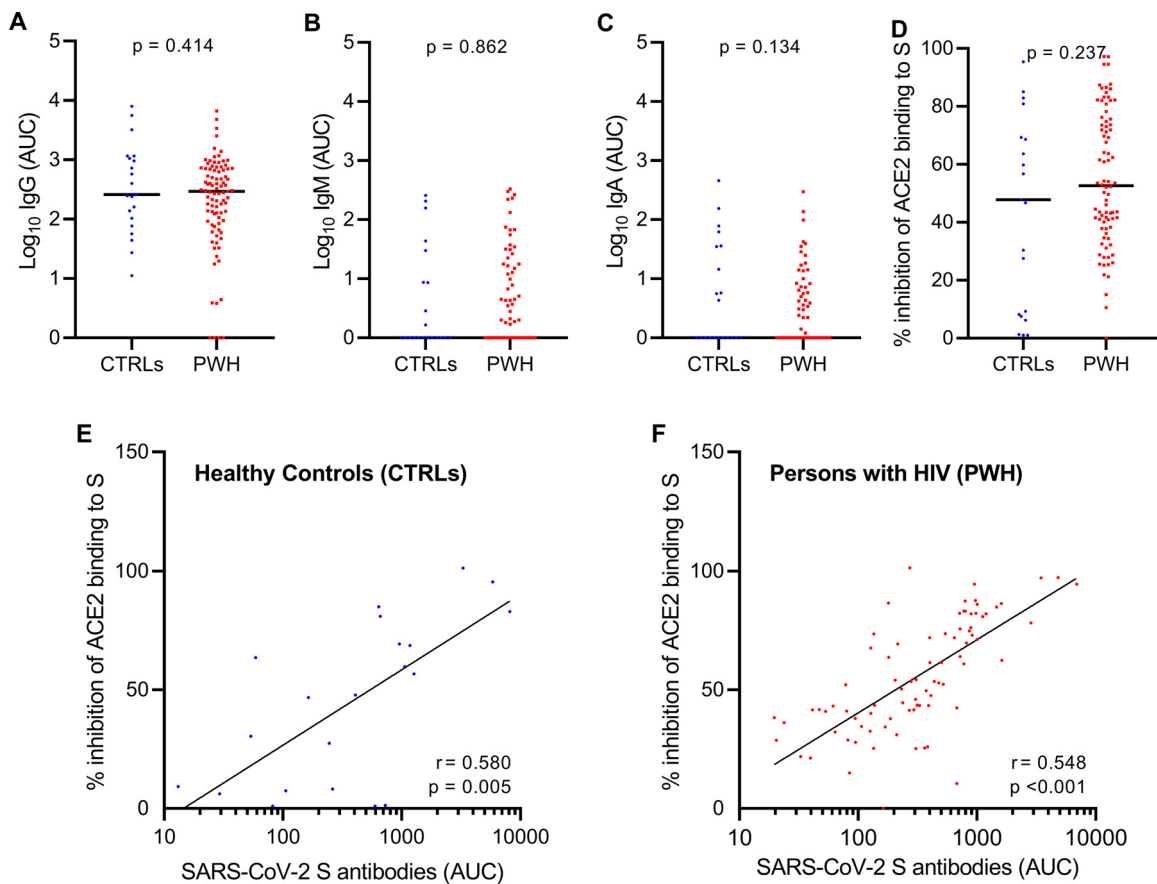 A
p = 0.414
Log10 IgG (AUC)
5
4
3
2
1
0
CTRLs PWH
B
p = 0.862
Log10 IgM (AUC)
5
4
3
2
1
0
CTRLs PWH
C
p = 0.134
Log10 IgA (AUC)
5
4
3
2
1
0
CTRLs PWH
D
p = 0.237
% inhibition of ACE2 binding to S
100
80
60
40
20
0
CTRLs PWH
E
Healthy Controls (CTRLs)
% inhibition of ACE2 binding to S
150
100
50
0
r = 0.580
p = 0.005
10 100 1000 10000
SARS-CoV-2 S antibodies (AUC)
F
Persons with HIV (PWH)
% inhibition of ACE2 binding to S
150
100
50
0
r = 0.548
p <0.001
10 100 1000 10000
SARS-CoV-2 S antibodies (AUC)